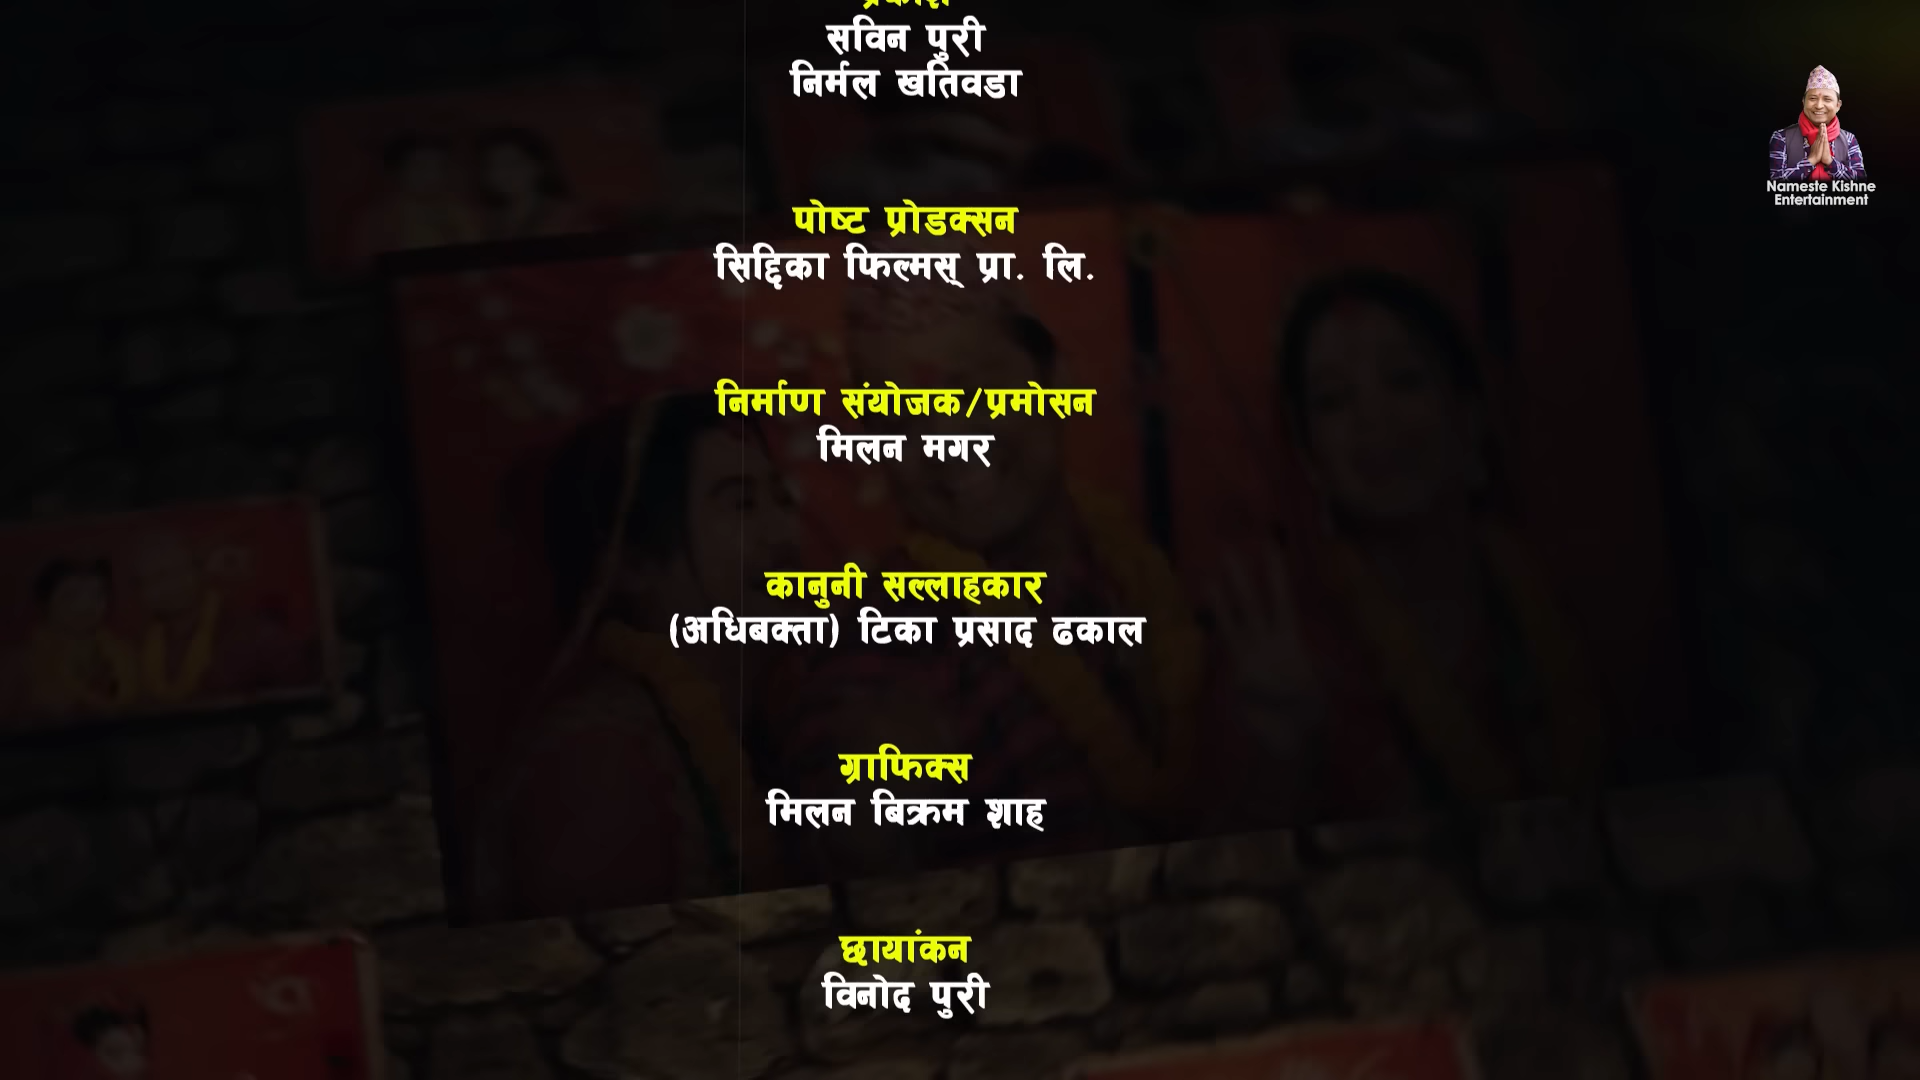 प्रकाश
सविन पुरी
निर्मल खतिवडा
पोष्ट प्रोडक्सन
सिद्दिका फिल्मस् प्रा. लि.
निर्माण संयोजक/प्रमोसन
मिलन मगर
कानुनी सल्लाहकार
(अधिबक्ता) टिका प्रसाद ढकाल
ग्राफिक्स
मिलन बिक्रम शाह
छायांकन
विनोद पुरी
Nameste Kishne
Entertainment